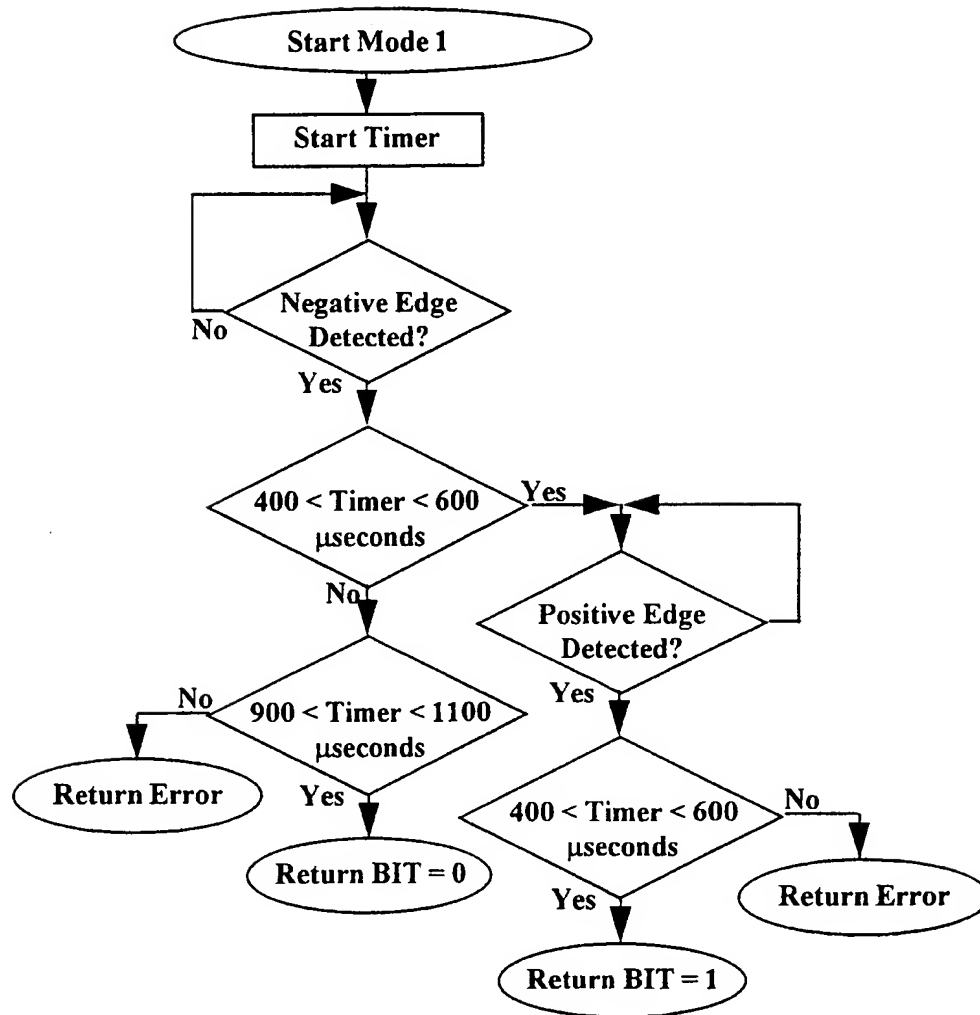 Start Mode 1
Start Timer
Negative Edge
Detected?
No
Yes
400 < Timer < 600
μseconds
Yes
No
Positive Edge
Detected?
Yes
900 < Timer < 1100
μseconds
No
Return Error
Yes
Return BIT = 0
400 < Timer < 600
μseconds
No
Return Error
Yes
Return BIT = 1